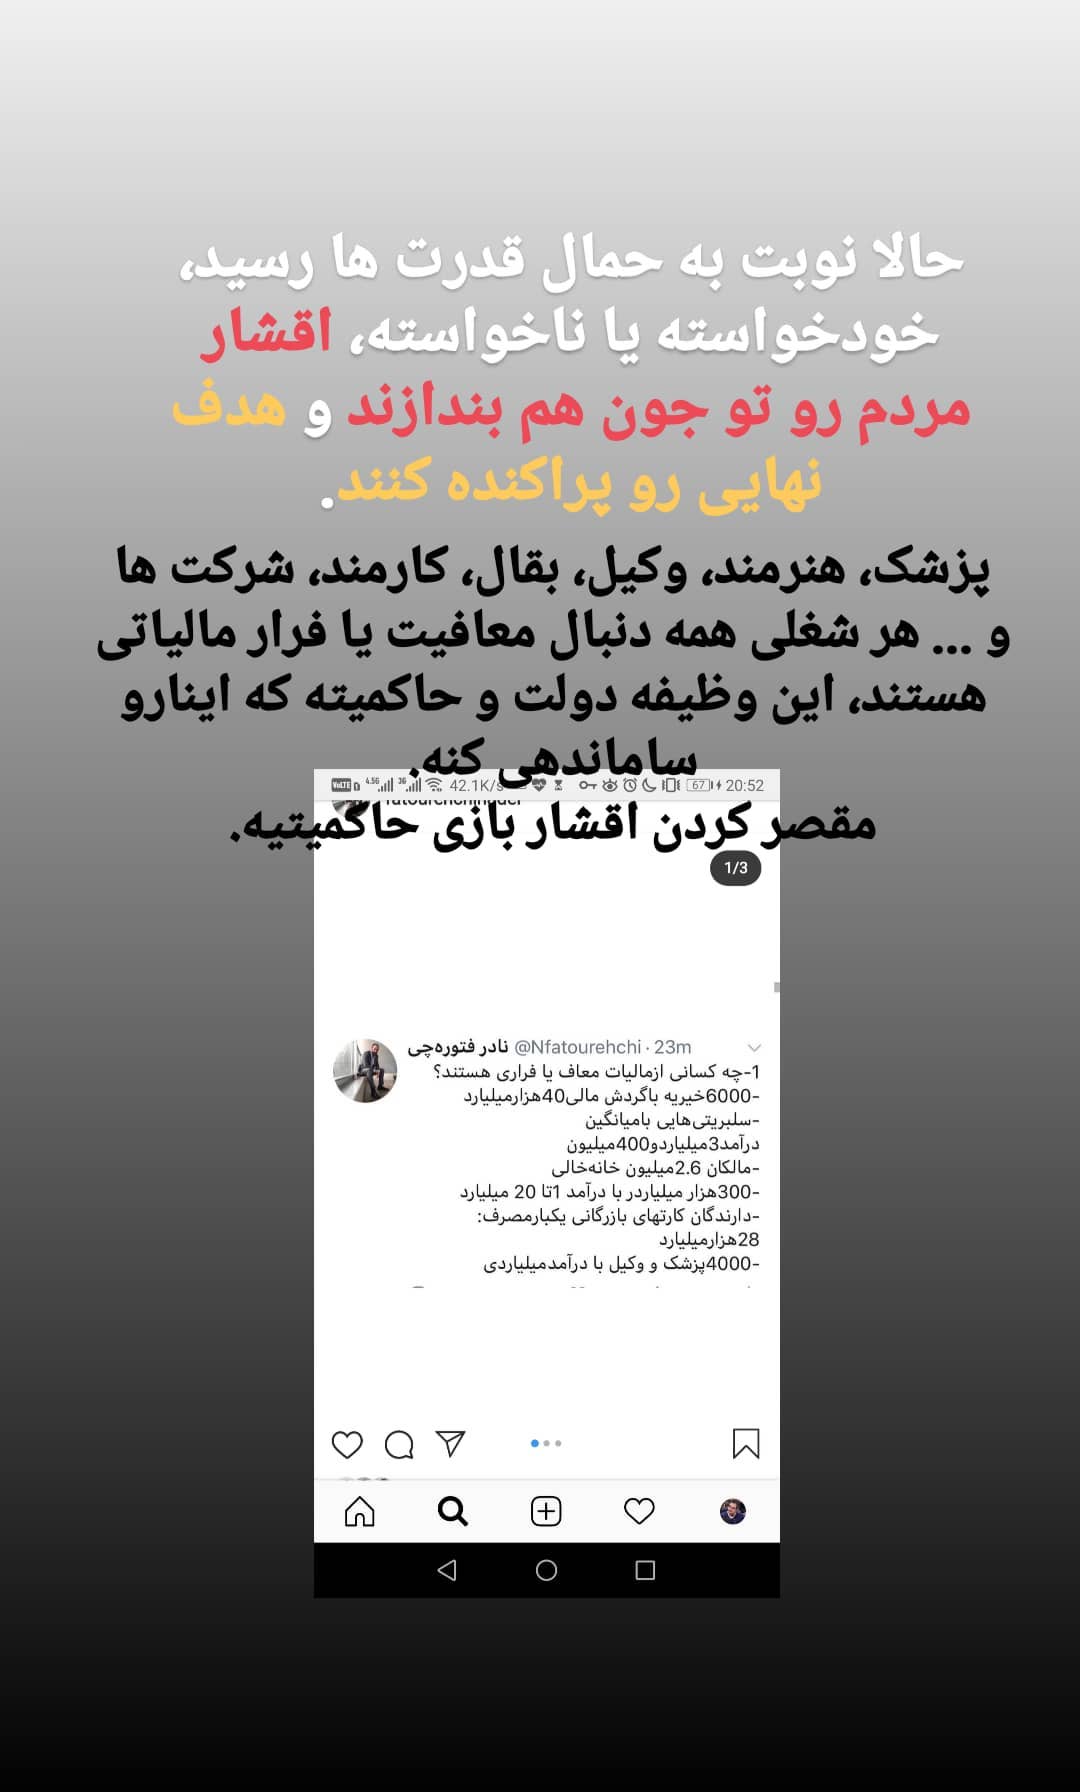 حالا نوبت به حمال قدرت ها رسید،
خودخواسته یا ناخواسته، اقشار
مردم رو تو جون هم بندازند و هدف
نهایی رو پراکنده کنند.
پزشک، هنرمند، وکیل، بقال، کارمند، شرکت ها
و ... هر شغلی همه دنبال معافیت یا فرار مالیاتی
هستند، این وظیفه دولت و حاکمیته که اینارو
ساماندهی کنه.
VoLTE 4.5G 3G 42.1K/s 67 20:52
مقصر کردن اقشار بازی حاکمیتیه.
1/3
نادر فتوره‌چی @Nfatourehchi · 23m
1-چه کسانی ازمالیات معاف یا فراری هستند؟
-6000خیریه باگردش مالی40هزارمیلیارد
-سلبریتی‌هایی بامیانگین
درآمد3میلیاردو400میلیون
-مالکان 2.6میلیون خانه‌خالی
-300هزار میلیاردر با درآمد 1تا 20 میلیارد
-دارندگان کارتهای بازرگانی یکبارمصرف:
28هزارمیلیارد
-4000پزشک و وکیل با درآمدمیلیاردی